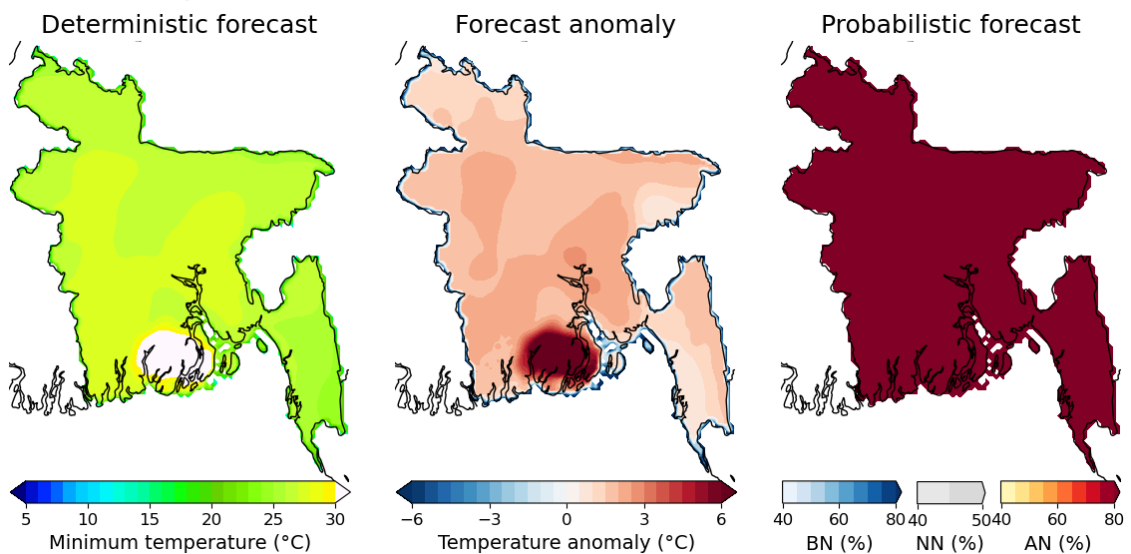 Deterministic forecast
Forecast anomaly
Probabilistic forecast
5 10 15 20 25 30
Minimum temperature (°C)
−6 −3 0 3 6
Temperature anomaly (°C)
40 60 80
BN (%)
40 50
NN (%)
40 60 80
AN (%)